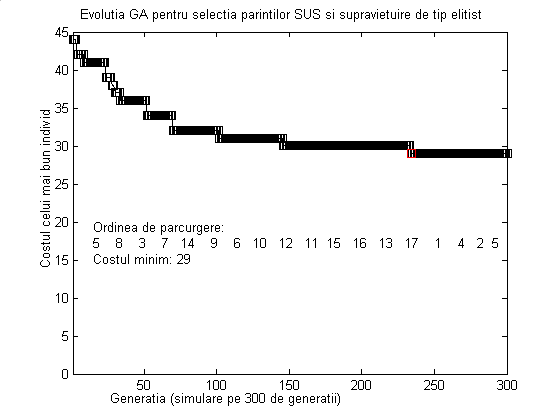 Evolutia GA pentru selectia parintilor SUS si supravietuire de tip elitist
Costul celui mai bun individ
45
40
35
30
25
20
15
10
5
0
Ordinea de parcurgere:
5 8 3 7 14 9 6 10 12 11 15 16 13 17 1 4 2 5
Costul minim: 29
50 100 150 200 250 300
Generatia (simulare pe 300 de generatii)